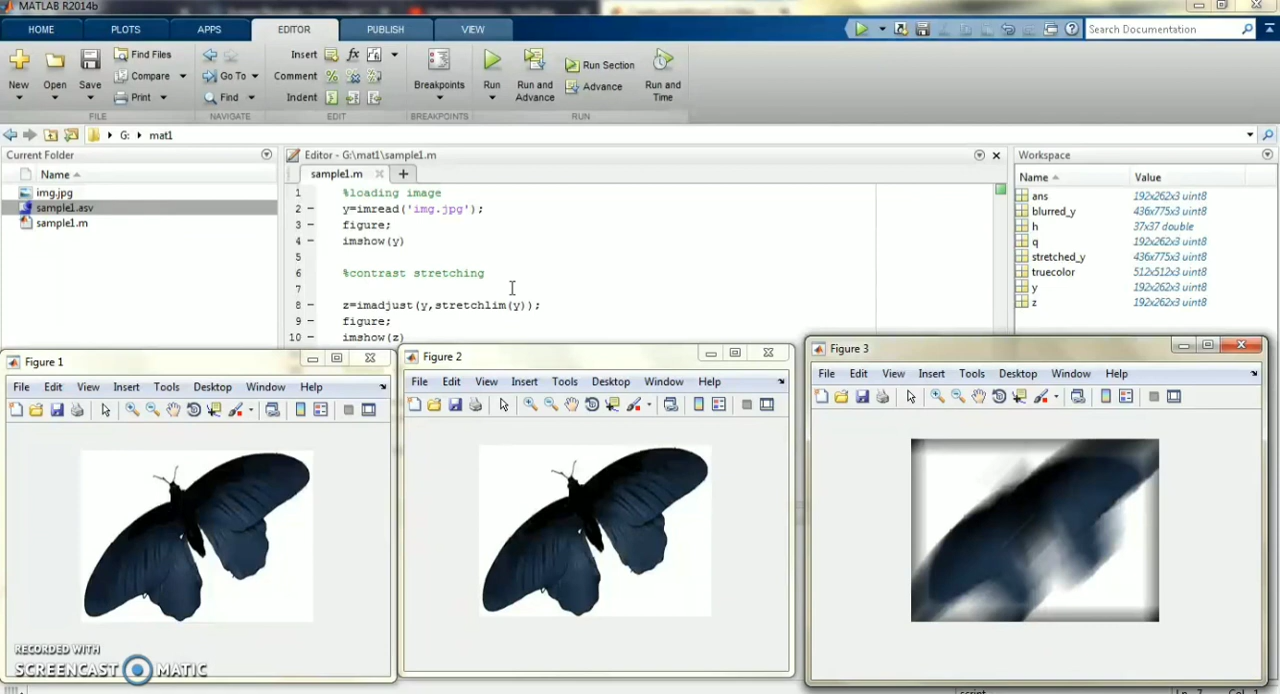 MATLAB R2014b
HOME PLOTS APPS EDITOR PUBLISH VIEW
Search Documentation
New Open Save Find Files Compare Print
Go To Find
Insert fx Comment % Indent
Breakpoints
Run Run and Advance Run Section Advance Run and Time
FILE NAVIGATE EDIT BREAKPOINTS RUN
G: mat1
Current Folder
Name
img.jpg
sample1.asv
sample1.m
Editor - G:\mat1\sample1.m
sample1.m
1 %loading image
2 - y=imread('img.jpg');
3 - figure;
4 - imshow(y)
5
6 %contrast stretching
7
8 - z=imadjust(y,stretchlim(y));
9 - figure;
10 - imshow(z)
Workspace
Name Value
ans 192x262x3 uint8
blurred_y 436x775x3 uint8
h 37x37 double
q 192x262x3 uint8
stretched_y 436x775x3 uint8
truecolor 512x512x3 uint8
y 192x262x3 uint8
z 192x262x3 uint8
Figure 1
File Edit View Insert Tools Desktop Window Help
Figure 2
File Edit View Insert Tools Desktop Window Help
Figure 3
File Edit View Insert Tools Desktop Window Help
RECORDED WITH
SCREENCAST MATIC